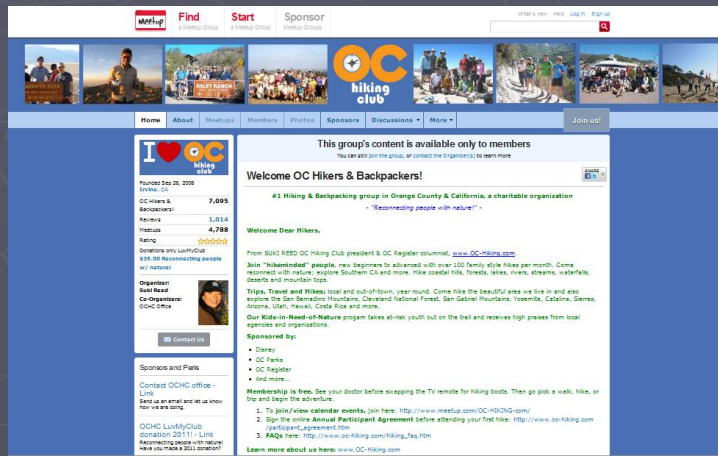 Meetup
Find
a Meetup Group
Start
a Meetup Group
Sponsor
Meetup Groups
What's new Help Log in Sign up
DALEY RANCH
OC
hiking
club
Home About Meetups Members Photos Sponsors Discussions More
Join us!
I OC
hiking
club
Founded Sep 26, 2006
Irvine, CA
OC Hikers & Backpackers! 7,095
Reviews 1,014
Meetups 4,788
Rating
Donations only LuvMyClub
$35.00 Reconnecting people
w/ nature!
Organizer:
Suki Reed
Co-Organizers:
OCHC Office
Contact Us
Sponsors and Perks
Contact OCHC office -
Link
Send us an email and let us know
how we are doing.
OCHC LuvMyClub
donation 2011! - Link
Reconnecting people with nature!
Have you made a 2011 donation?
This group's content is available only to members
You can still join the group, or contact the Organizer(s) to learn more
Welcome OC Hikers & Backpackers!
SHARE
#1 Hiking & Backpacking group in Orange County & California, a charitable organization
- "Reconnecting people with nature!" -
Welcome Dear Hikers,
From SUKI REED OC Hiking Club president & OC Register columnist, www.OC-Hiking.com
Join "hikeminded" people, new beginners to advanced with over 100 family style hikes per month. Come
reconnect with nature; explore Southern CA and more. Hike coastal hills, forests, lakes, rivers, streams, waterfalls,
deserts and mountain tops.
Trips, Travel and Hikes; local and out-of-town, year round. Come hike the beautiful area we live in and also
explore the San Bernadino Mountains, Cleveland National Forest, San Gabriel Mountains, Yosemite, Catalina, Sierras,
Arizona, Utah, Hawaii, Costa Rica and more.
Our Kids-in-Need-of-Nature progam takes at-risk youth out on the trail and receives high praises from local
agencies and organizations.
Sponsored by:
• Disney
• OC Parks
• OC Register
• And more...
Membership is free. See your doctor before swapping the TV remote for hiking boots. Then go pick a walk, hike, or
trip and begin the adventure.
1. To join/view calendar events, join here: http://www.meetup.com/OC-HIKING-com/
2. Sign the online Annual Participant Agreement before attending your first hike: http://www.oc-hiking.com
/participant_agreement.htm
3. FAQs here: http://www.oc-hiking.com/hiking_faq.htm
Learn more about us here: www.OC-Hiking.com